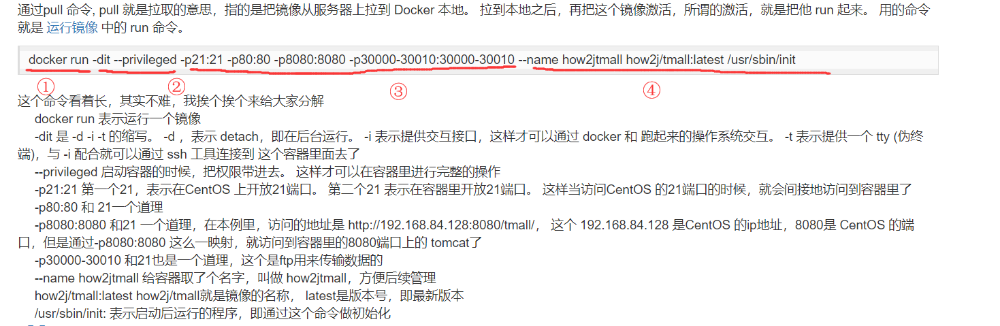 通过pull 命令, pull 就是拉取的意思，指的是把镜像从服务器上拉到 Docker 本地。 拉到本地之后，再把这个镜像激活，所谓的激活，就是把他 run 起来。 用的命令
就是 运行镜像 中的 run 命令。
docker run -dit --privileged -p21:21 -p80:80 -p8080:8080 -p30000-30010:30000-30010 --name how2jtmall how2j/tmall:latest /usr/sbin/init
① ② ③ ④
这个命令看着长，其实不难，我挨个挨个来给大家分解
docker run 表示运行一个镜像
-dit 是 -d -i -t 的缩写。 -d ，表示 detach，即在后台运行。 -i 表示提供交互接口，这样才可以通过 docker 和 跑起来的操作系统交互。 -t 表示提供一个 tty (伪终
端)，与 -i 配合就可以通过 ssh 工具连接到 这个容器里面去了
--privileged 启动容器的时候，把权限带进去。 这样才可以在容器里进行完整的操作
-p21:21 第一个21，表示在CentOS 上开放21端口。 第二个21 表示在容器里开放21端口。 这样当访问CentOS 的21端口的时候，就会间接地访问到容器里了
-p80:80 和 21一个道理
-p8080:8080 和21 一个道理，在本例里，访问的地址是 http://192.168.84.128:8080/tmall/， 这个 192.168.84.128 是CentOS 的ip地址，8080是 CentOS 的端
口，但是通过-p8080:8080 这么一映射，就访问到容器里的8080端口上的 tomcat了
-p30000-30010 和21也是一个道理，这个是ftp用来传输数据的
--name how2jtmall 给容器取了个名字，叫做 how2jtmall，方便后续管理
how2j/tmall:latest how2j/tmall就是镜像的名称， latest是版本号，即最新版本
/usr/sbin/init: 表示启动后运行的程序，即通过这个命令做初始化